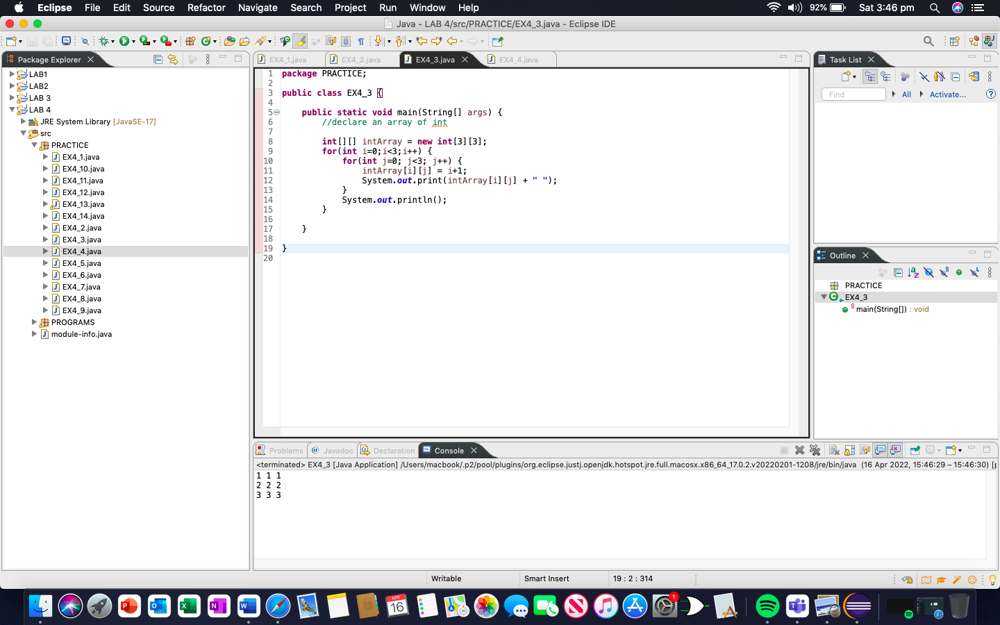 Eclipse File Edit Source Refactor Navigate Search Project Run Window Help 92% Sat 3:46 pm
Java - LAB 4/src/PRACTICE/EX4_3.java - Eclipse IDE
Package Explorer
LAB1
LAB2
LAB 3
LAB 4
JRE System Library [JavaSE-17]
src
PRACTICE
EX4_1.java
EX4_10.java
EX4_11.java
EX4_12.java
EX4_13.java
EX4_14.java
EX4_2.java
EX4_3.java
EX4_4.java
EX4_5.java
EX4_6.java
EX4_7.java
EX4_8.java
EX4_9.java
PROGRAMS
module-info.java
EX4_1.java EX4_2.java EX4_3.java EX4_4.java
1 package PRACTICE;
2
3 public class EX4_3 {
4
5 public static void main(String[] args) {
6 //declare an array of int
7
8 int[][] intArray = new int[3][3];
9 for(int i=0;i<3;i++) {
10 for(int j=0; j<3; j++) {
11 intArray[i][j] = i+1;
12 System.out.print(intArray[i][j] + " ");
13 }
14 System.out.println();
15 }
16
17 }
18
19 }
20
Task List
Find All Activate...
Outline
PRACTICE
EX4_3
main(String[]) : void
Problems Javadoc Declaration Console
<terminated> EX4_3 [Java Application] /Users/macbook/.p2/pool/plugins/org.eclipse.justj.openjdk.hotspot.jre.full.macosx.x86_64_17.0.2.v20220201-1208/jre/bin/java (16 Apr 2022, 15:46:29 – 15:46:30) [p
1 1 1
2 2 2
3 3 3
Writable Smart Insert 19 : 2 : 314
APR
16
1